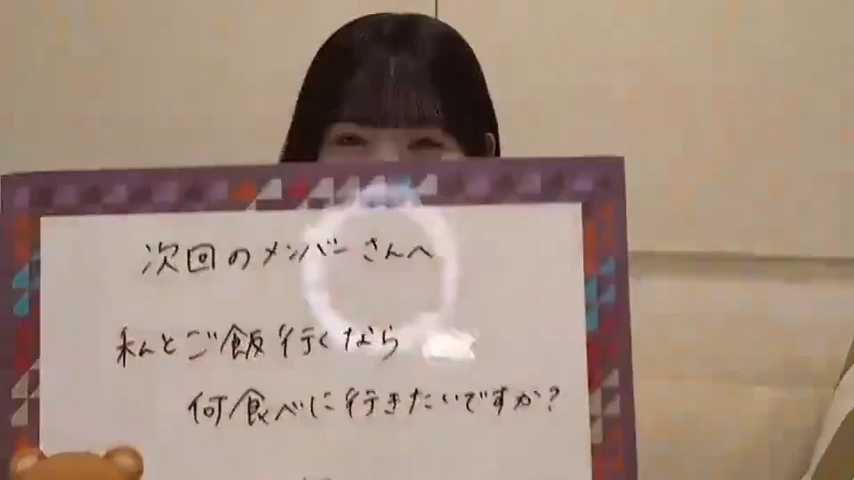 次回のメンバーさんへ
私とご飯行くなら
何食べに行きたいですか?